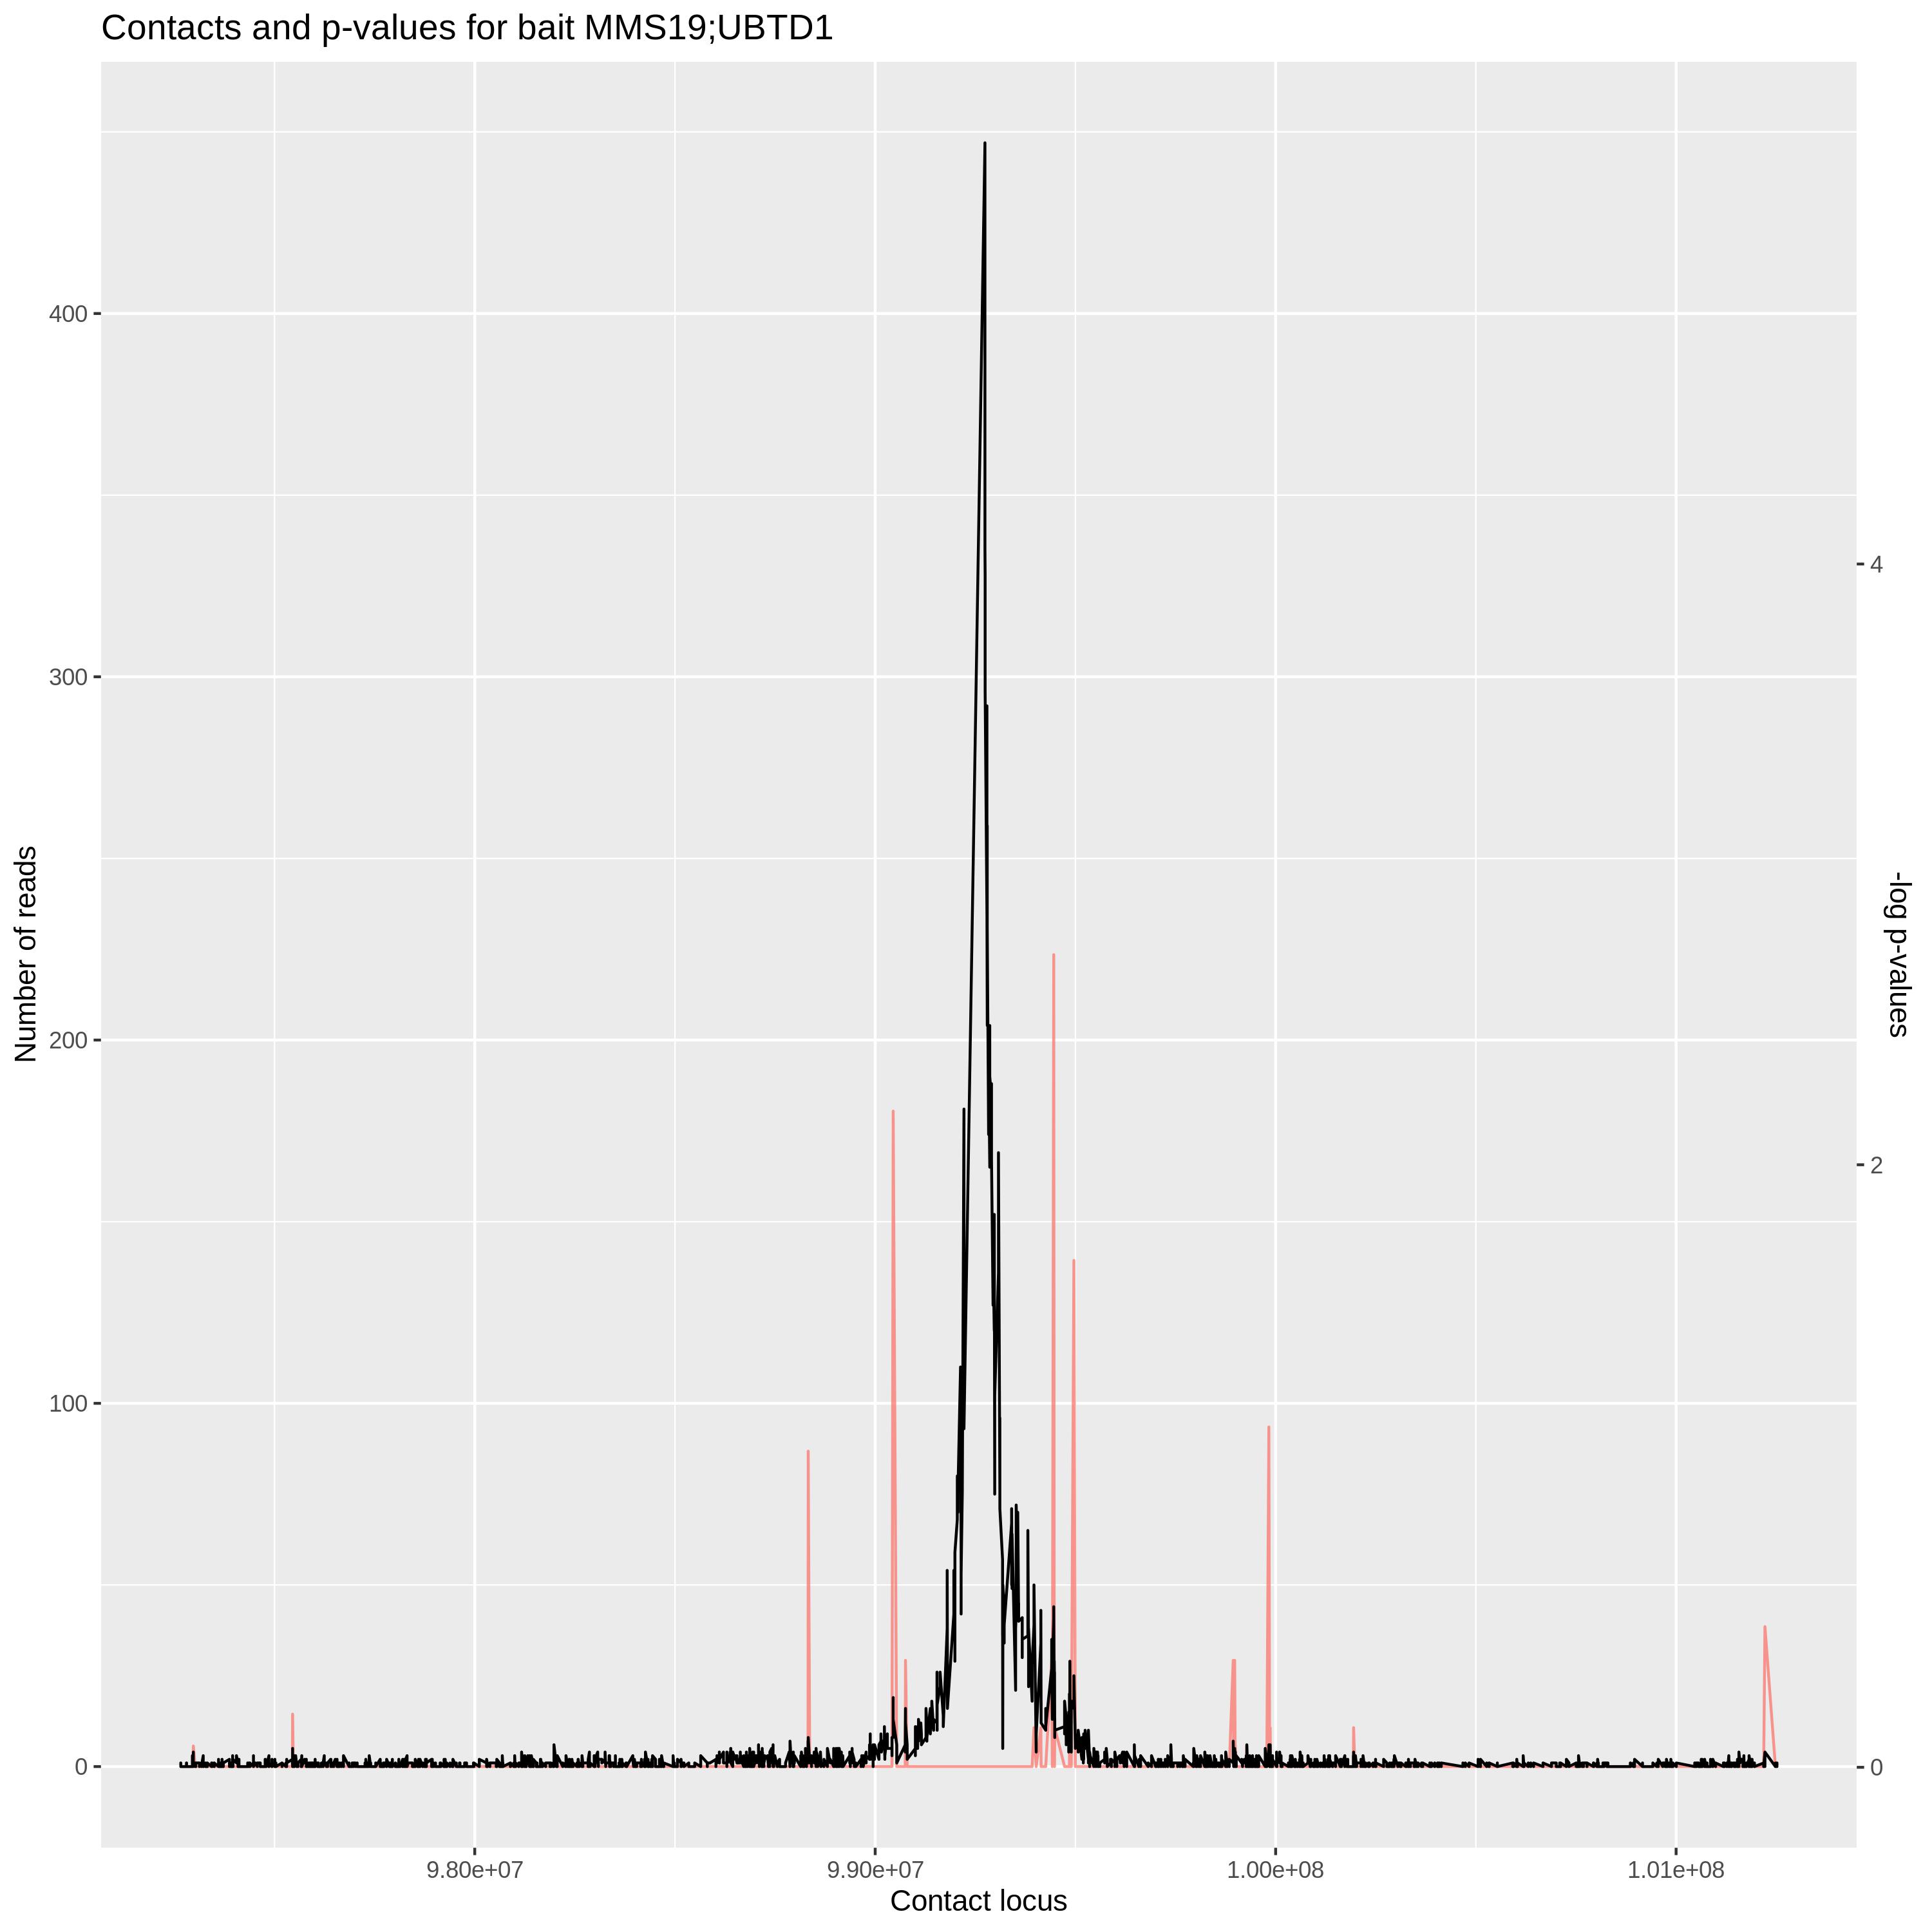 Contacts and p-values for bait MMS19;UBTD1
400
300
200
100
0
Number of reads
4
2
0
-log p-values
9.80e+07
9.90e+07
1.00e+08
1.01e+08
Contact locus